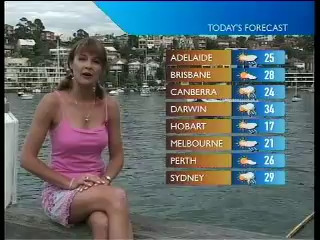 TODAY'S FORECAST
ADELAIDE 25
BRISBANE 28
CANBERRA 24
DARWIN 34
HOBART 17
MELBOURNE 21
PERTH 26
SYDNEY 29